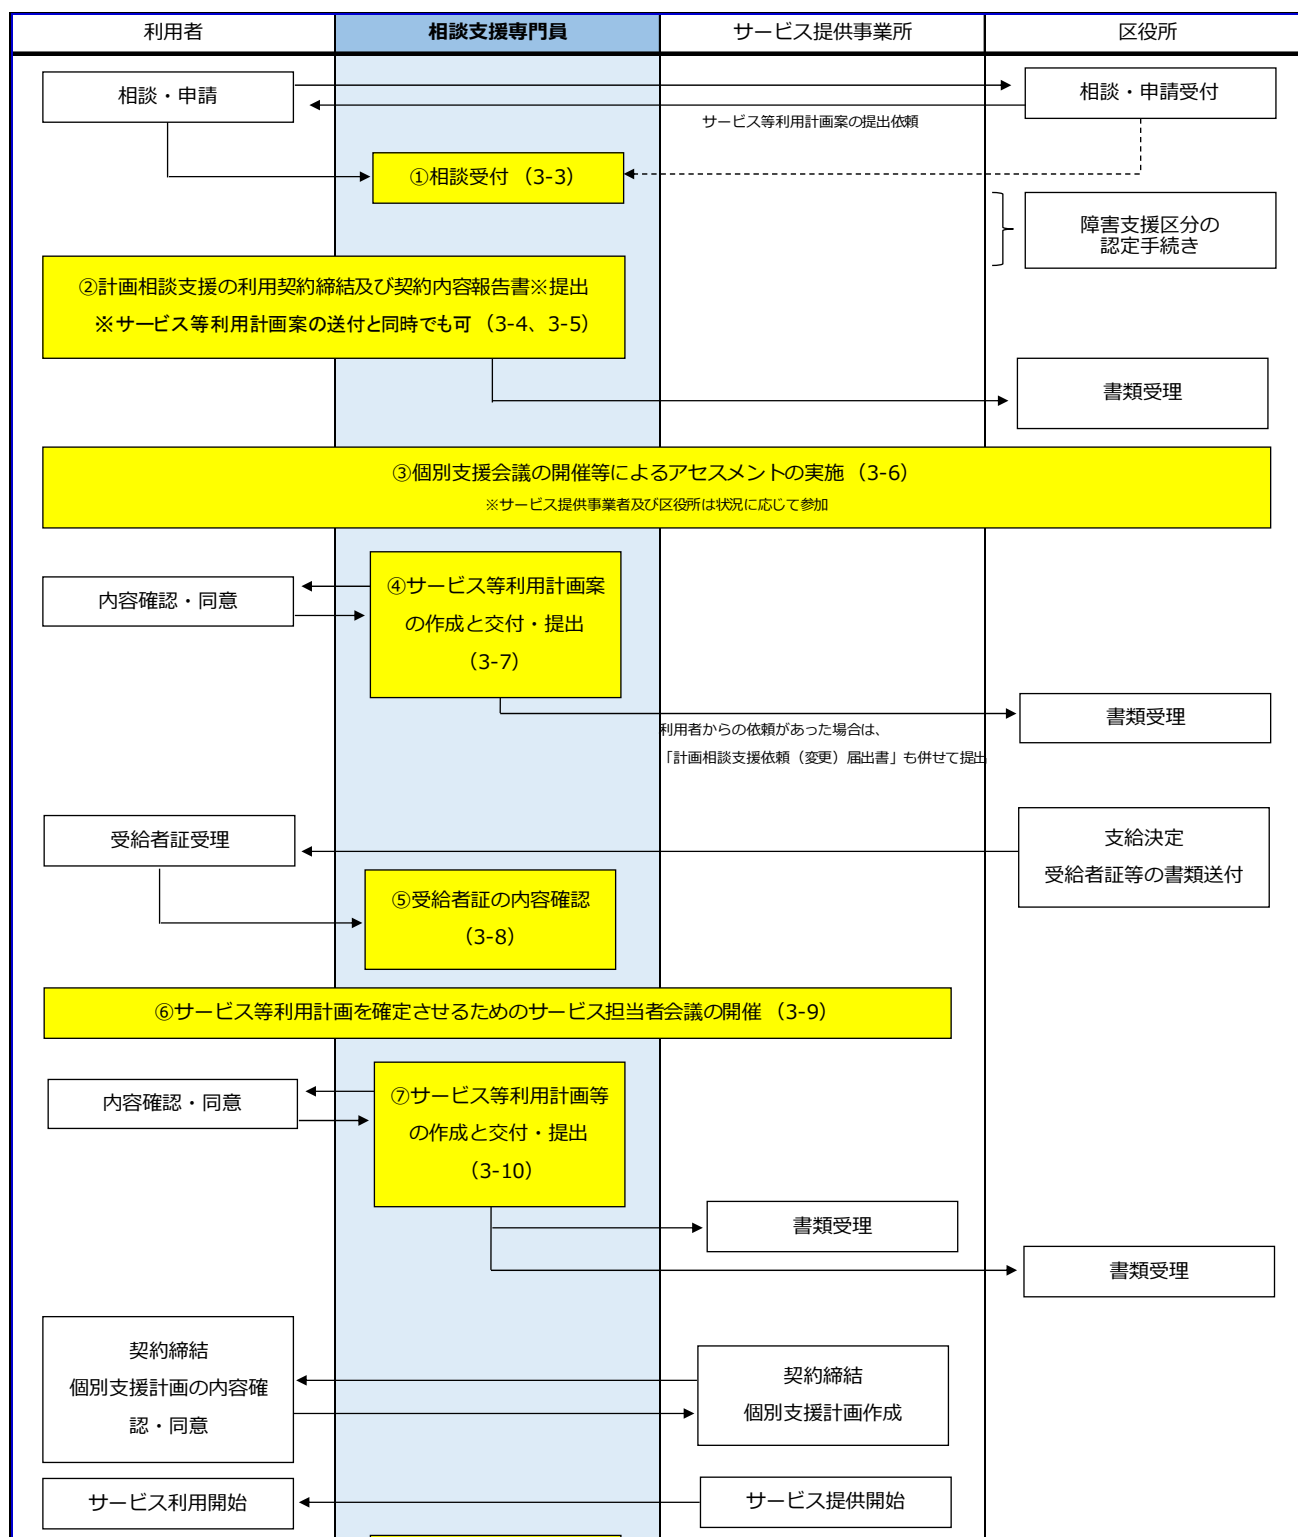 利用者
相談支援専門員
サービス提供事業所
区役所
相談・申請
相談・申請受付
サービス等利用計画案の提出依頼
①相談受付（3-3）
障害支援区分の
認定手続き
②計画相談支援の利用契約締結及び契約内容報告書※提出
※サービス等利用計画案の送付と同時でも可（3-4、3-5）
書類受理
③個別支援会議の開催等によるアセスメントの実施（3-6）
※サービス提供事業者及び区役所は状況に応じて参加
内容確認・同意
④サービス等利用計画案
の作成と交付・提出
（3-7）
書類受理
利用者からの依頼があった場合は、
「計画相談支援依頼（変更）届出書」も併せて提出
受給者証受理
支給決定
受給者証等の書類送付
⑤受給者証の内容確認
（3-8）
⑥サービス等利用計画を確定させるためのサービス担当者会議の開催（3-9）
内容確認・同意
⑦サービス等利用計画等
の作成と交付・提出
（3-10）
書類受理
書類受理
契約締結
個別支援計画の内容確
認・同意
契約締結
個別支援計画作成
サービス利用開始
サービス提供開始